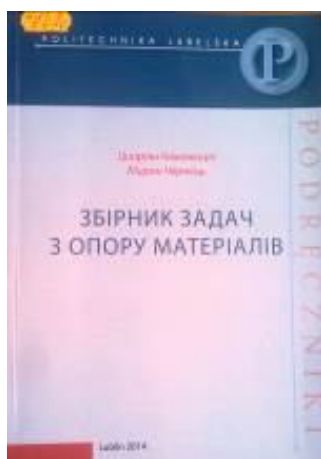 POLITECHNIKA LUBELSKA
P
PODRĘCZNIKI
ЗБІРНИК ЗАДАЧ
З ОПОРУ МАТЕРІАЛІВ
Lublin 2014